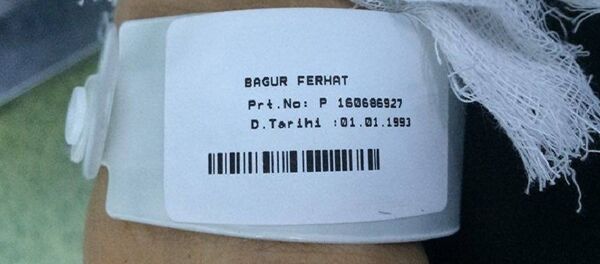 BAGUR FERHAT
Prt.No: P 160686927
D.Tarihi :01.01.1993